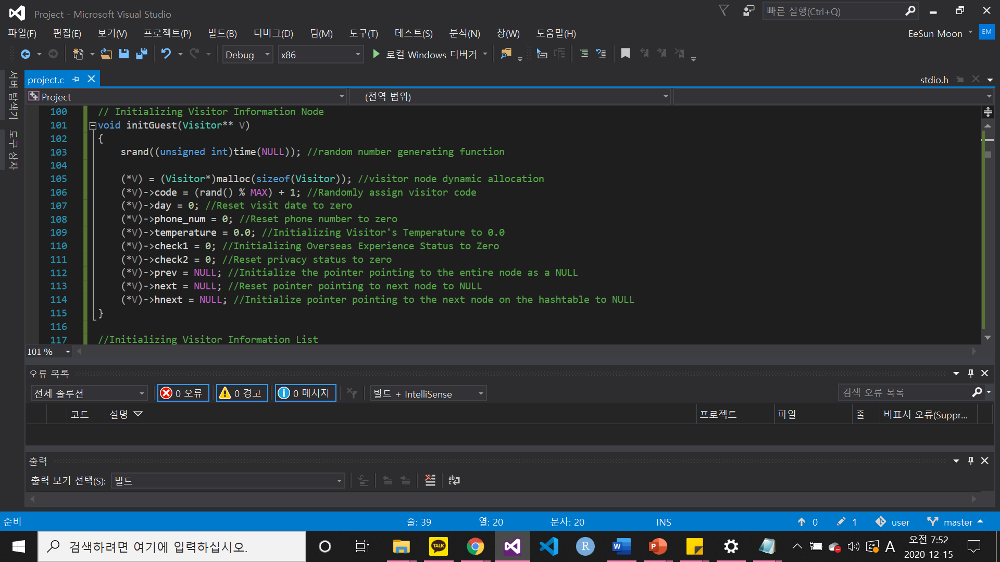 Project - Microsoft Visual Studio
빠른 실행(Ctrl+Q)
파일(F) 편집(E) 보기(V) 프로젝트(P) 빌드(B) 디버그(D) 팀(M) 도구(T) 테스트(S) 분석(N) 창(W) 도움말(H)
EeSun Moon EM
Debug x86 로컬 Windows 디버거
서버 탐색기
도구 상자
project.c
stdio.h
Project (전역 범위)
100 // Initializing Visitor Information Node
101 void initGuest(Visitor** V)
102 {
103 srand((unsigned int)time(NULL)); //random number generating function
104
105 (*V) = (Visitor*)malloc(sizeof(Visitor)); //visitor node dynamic allocation
106 (*V)->code = (rand() % MAX) + 1; //Randomly assign visitor code
107 (*V)->day = 0; //Reset visit date to zero
108 (*V)->phone_num = 0; //Reset phone number to zero
109 (*V)->temperature = 0.0; //Initializing Visitor's Temperature to 0.0
110 (*V)->check1 = 0; //Initializing Overseas Experience Status to Zero
111 (*V)->check2 = 0; //Reset privacy status to zero
112 (*V)->prev = NULL; //Initialize the pointer pointing to the entire node as a NULL
113 (*V)->next = NULL; //Reset pointer pointing to next node to NULL
114 (*V)->hnext = NULL; //Initialize pointer pointing to the next node on the hashtable to NULL
115 }
116
117 //Initializing Visitor Information List
101 %
오류 목록
전체 솔루션 0 오류 0 경고 0 메시지 빌드 + IntelliSense 검색 오류 목록
코드 설명 프로젝트 파일 줄 비표시 오류(Suppr...
출력
출력 보기 선택(S): 빌드
준비 줄: 39 열: 20 문자: 20 INS 0 1 user master
검색하려면 여기에 입력하십시오.
TALK
R
W
P
A
오전 7:52
2020-12-15